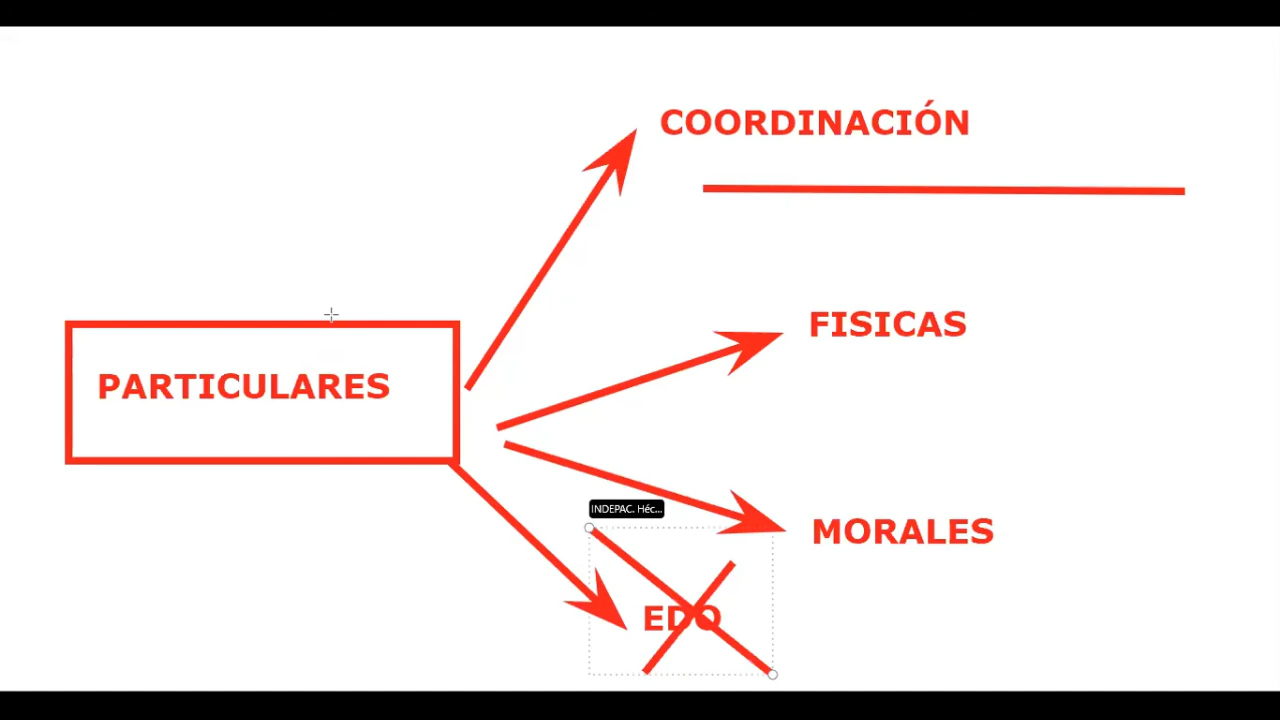 COORDINACIÓN
FISICAS
PARTICULARES
INDEPAC. Héc...
MORALES
EDO